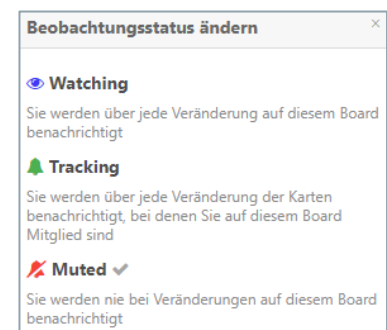 Beobachtungsstatus ändern ×
Watching
Sie werden über jede Veränderung auf diesem Board
benachrichtigt
Tracking
Sie werden über jede Veränderung der Karten
benachrichtigt, bei denen Sie auf diesem Board
Mitglied sind
Muted
Sie werden nie bei Veränderungen auf diesem Board
benachrichtigt